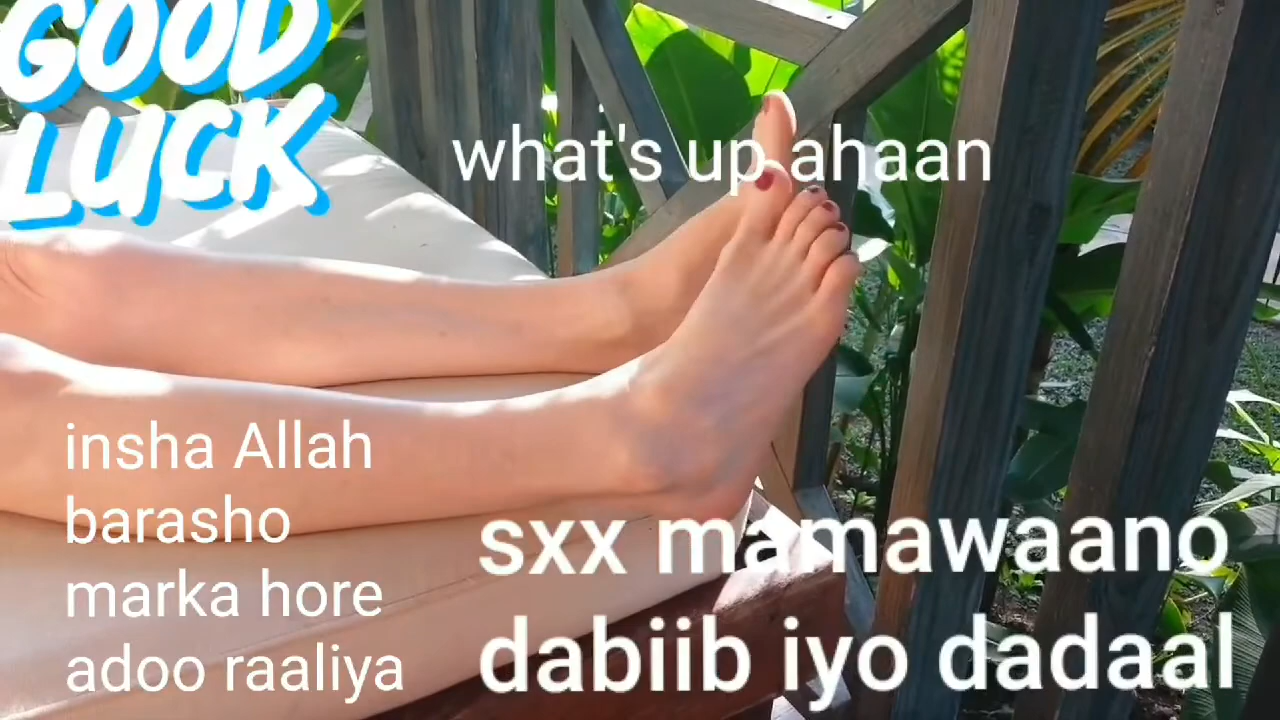 GOOD
LUCK
what's up ahaan
insha Allah
barasho
marka hore
adoo raaliya
sxx mamawaano
dabiib iyo dadaal